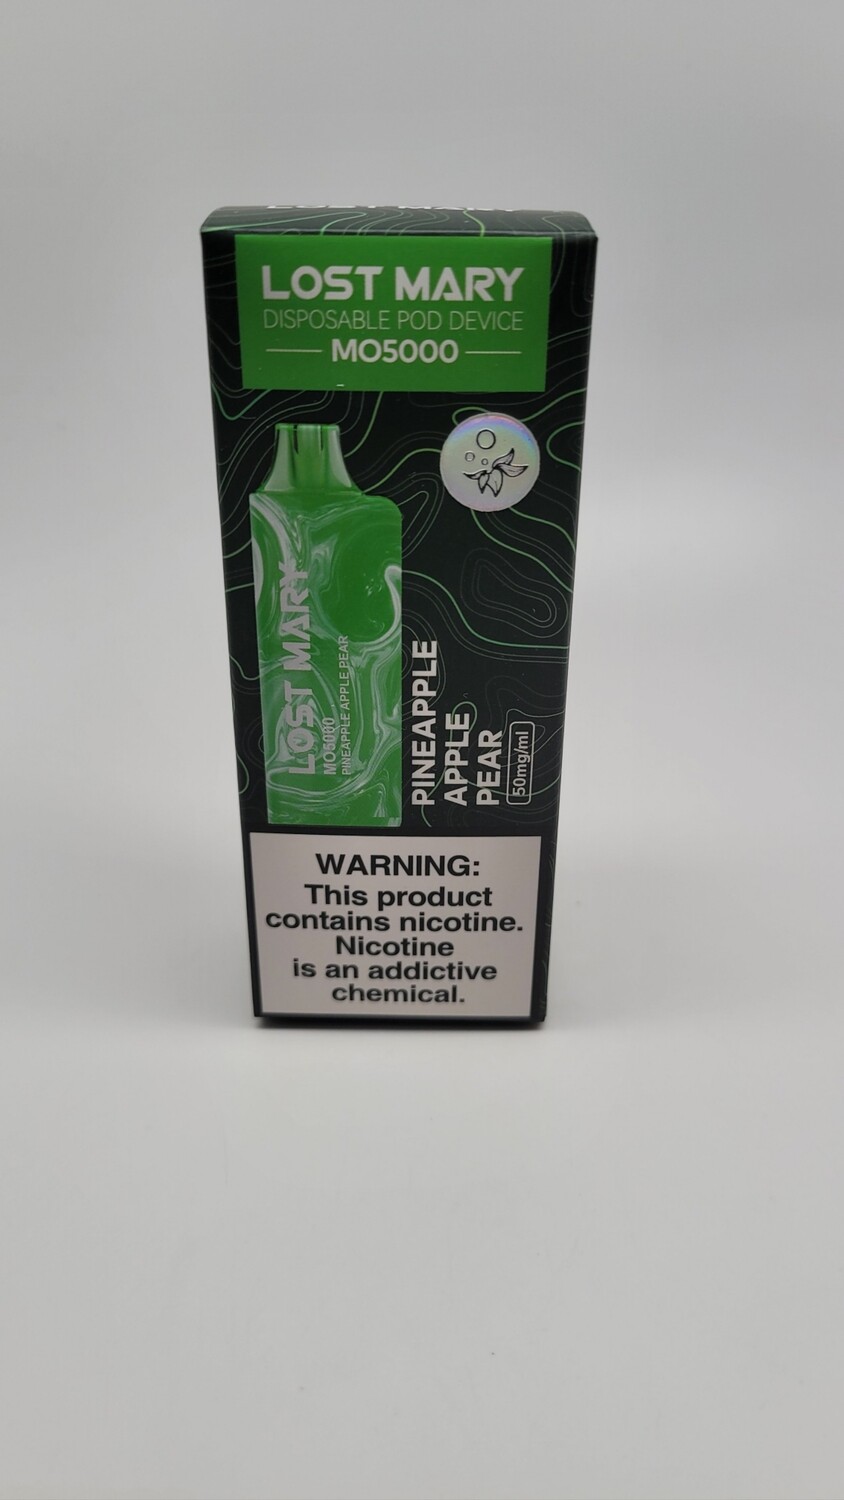 LOST MARY
DISPOSABLE POD DEVICE
MO5000
LOST MARY
MO5000
PINEAPPLE APPLE PEAR
PINEAPPLE
APPLE
PEAR
50mg/ml
WARNING:
This product
contains nicotine.
Nicotine
is an addictive
chemical.